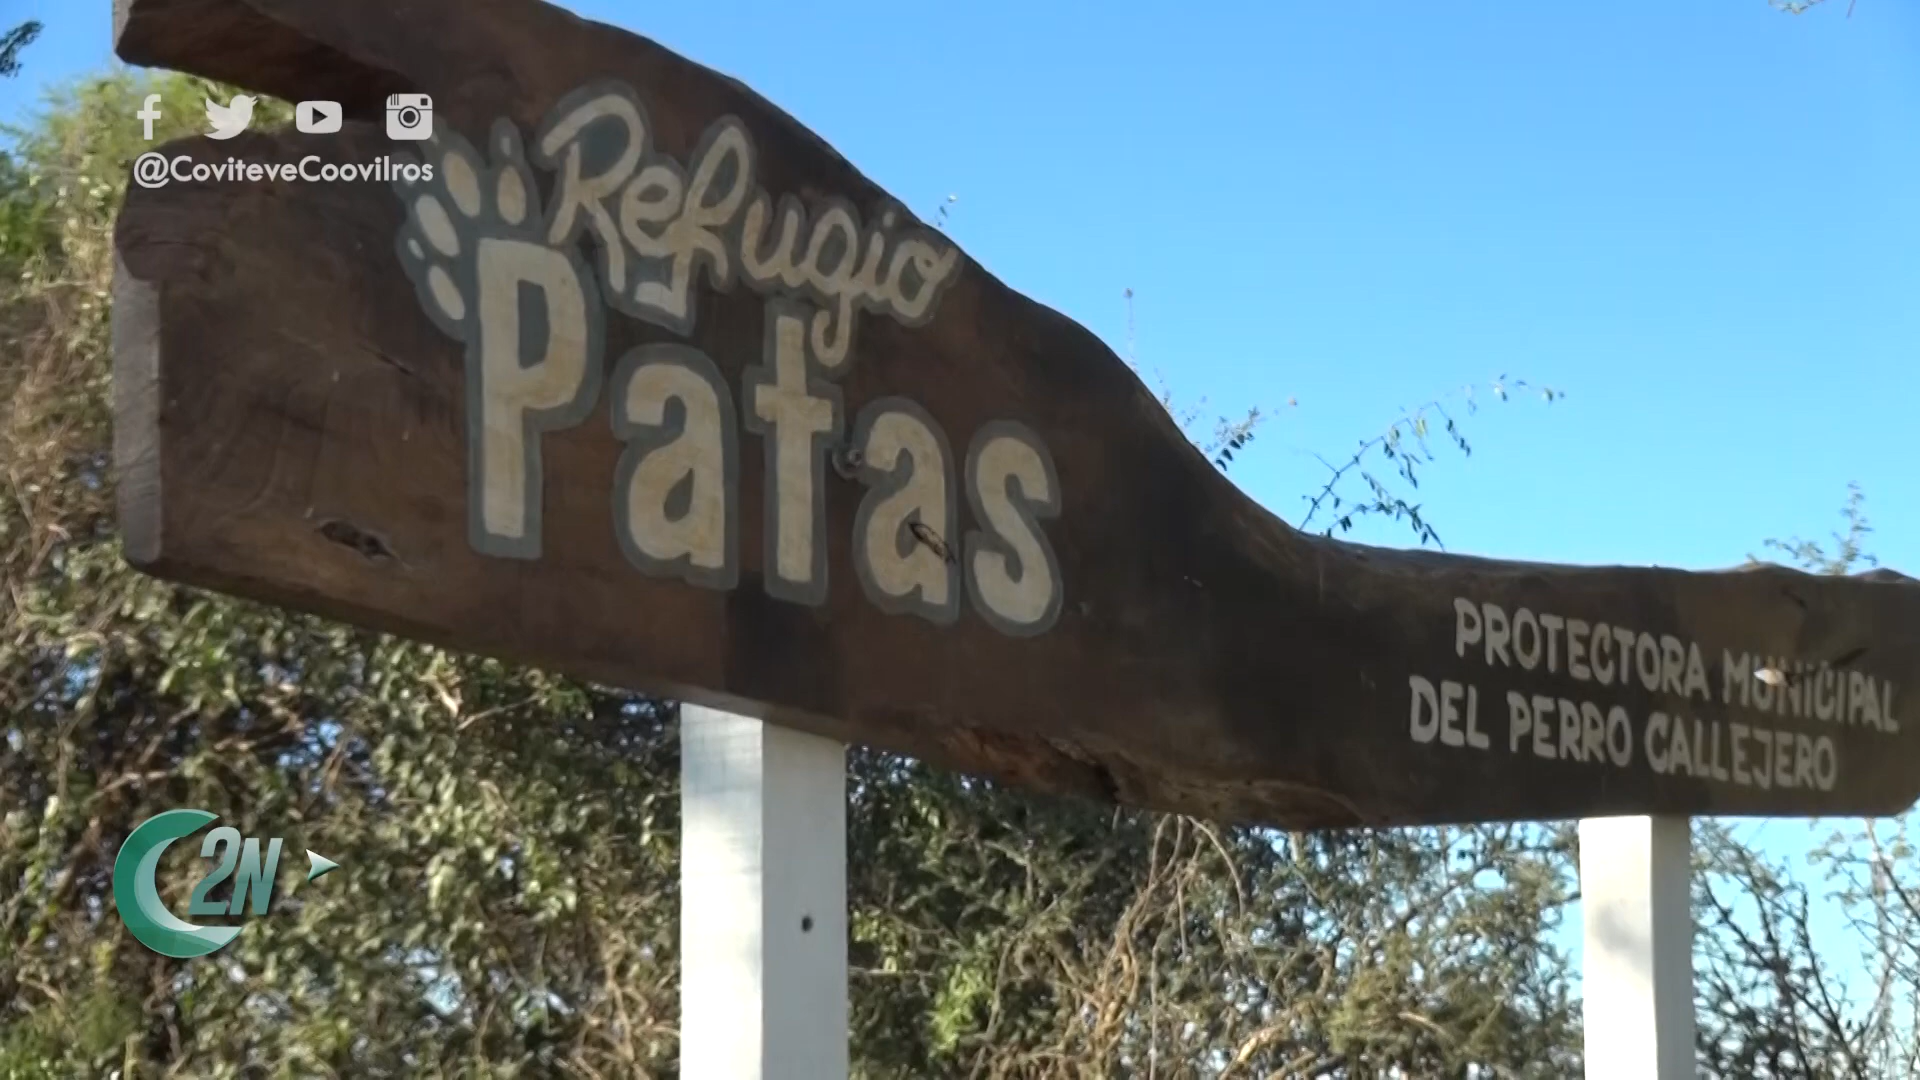 @CoviteveCoovilros
Refugio
Patas
PROTECTORA MUNICIPAL
DEL PERRO CALLEJERO
C2N